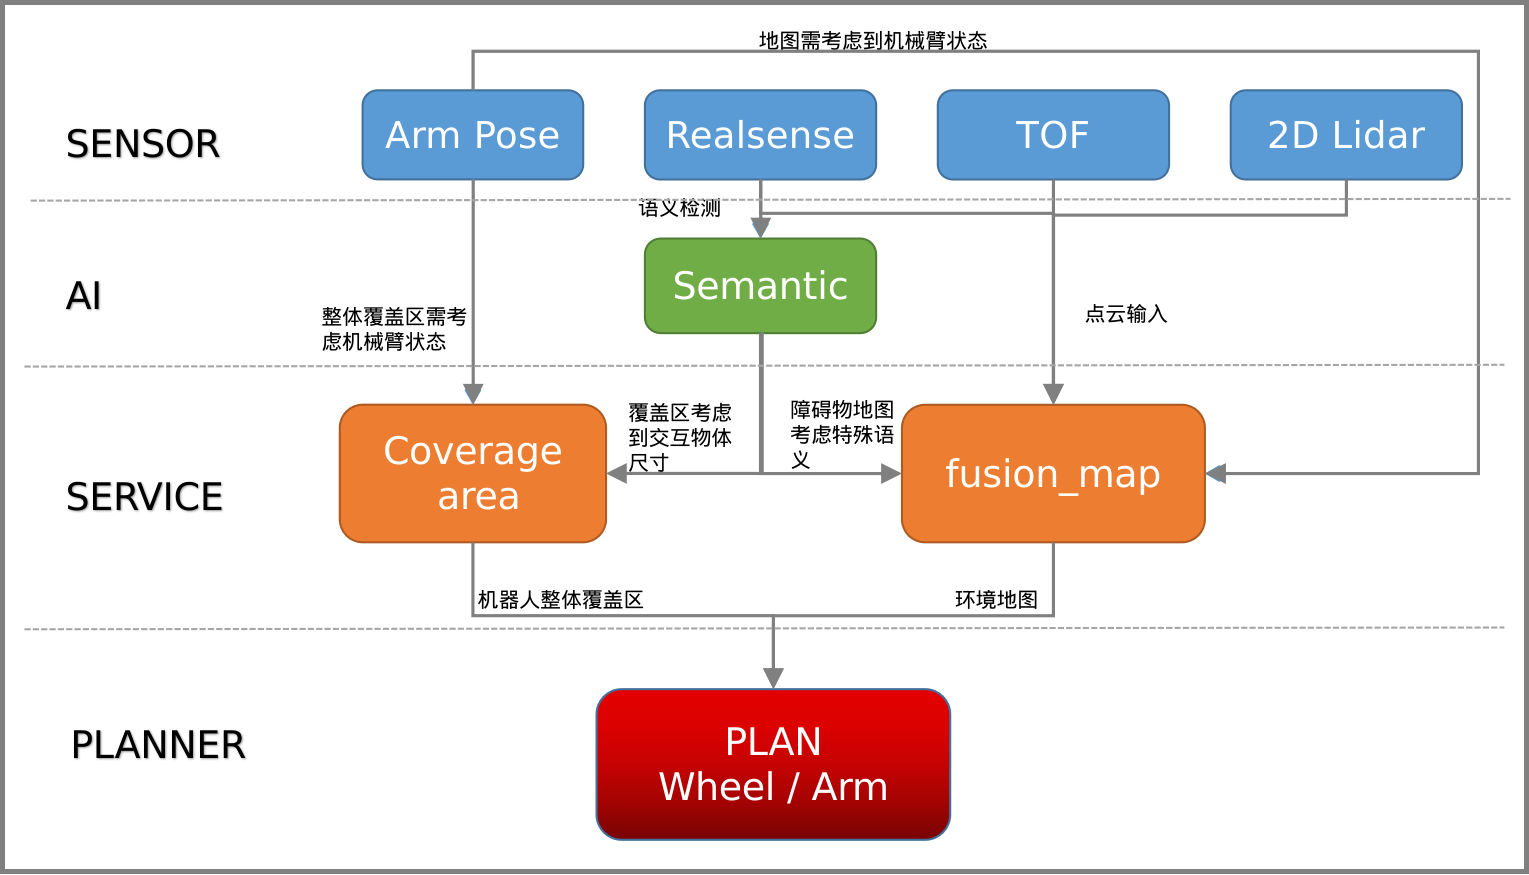 地图需考虑到机械臂状态
SENSOR
Arm Pose
Realsense
TOF
2D Lidar
语义检测
AI
Semantic
整体覆盖区需考
虑机械臂状态
点云输入
SERVICE
Coverage
area
覆盖区考虑
到交互物体
尺寸
障碍物地图
考虑特殊语
义
fusion_map
机器人整体覆盖区
环境地图
PLANNER
PLAN
Wheel / Arm